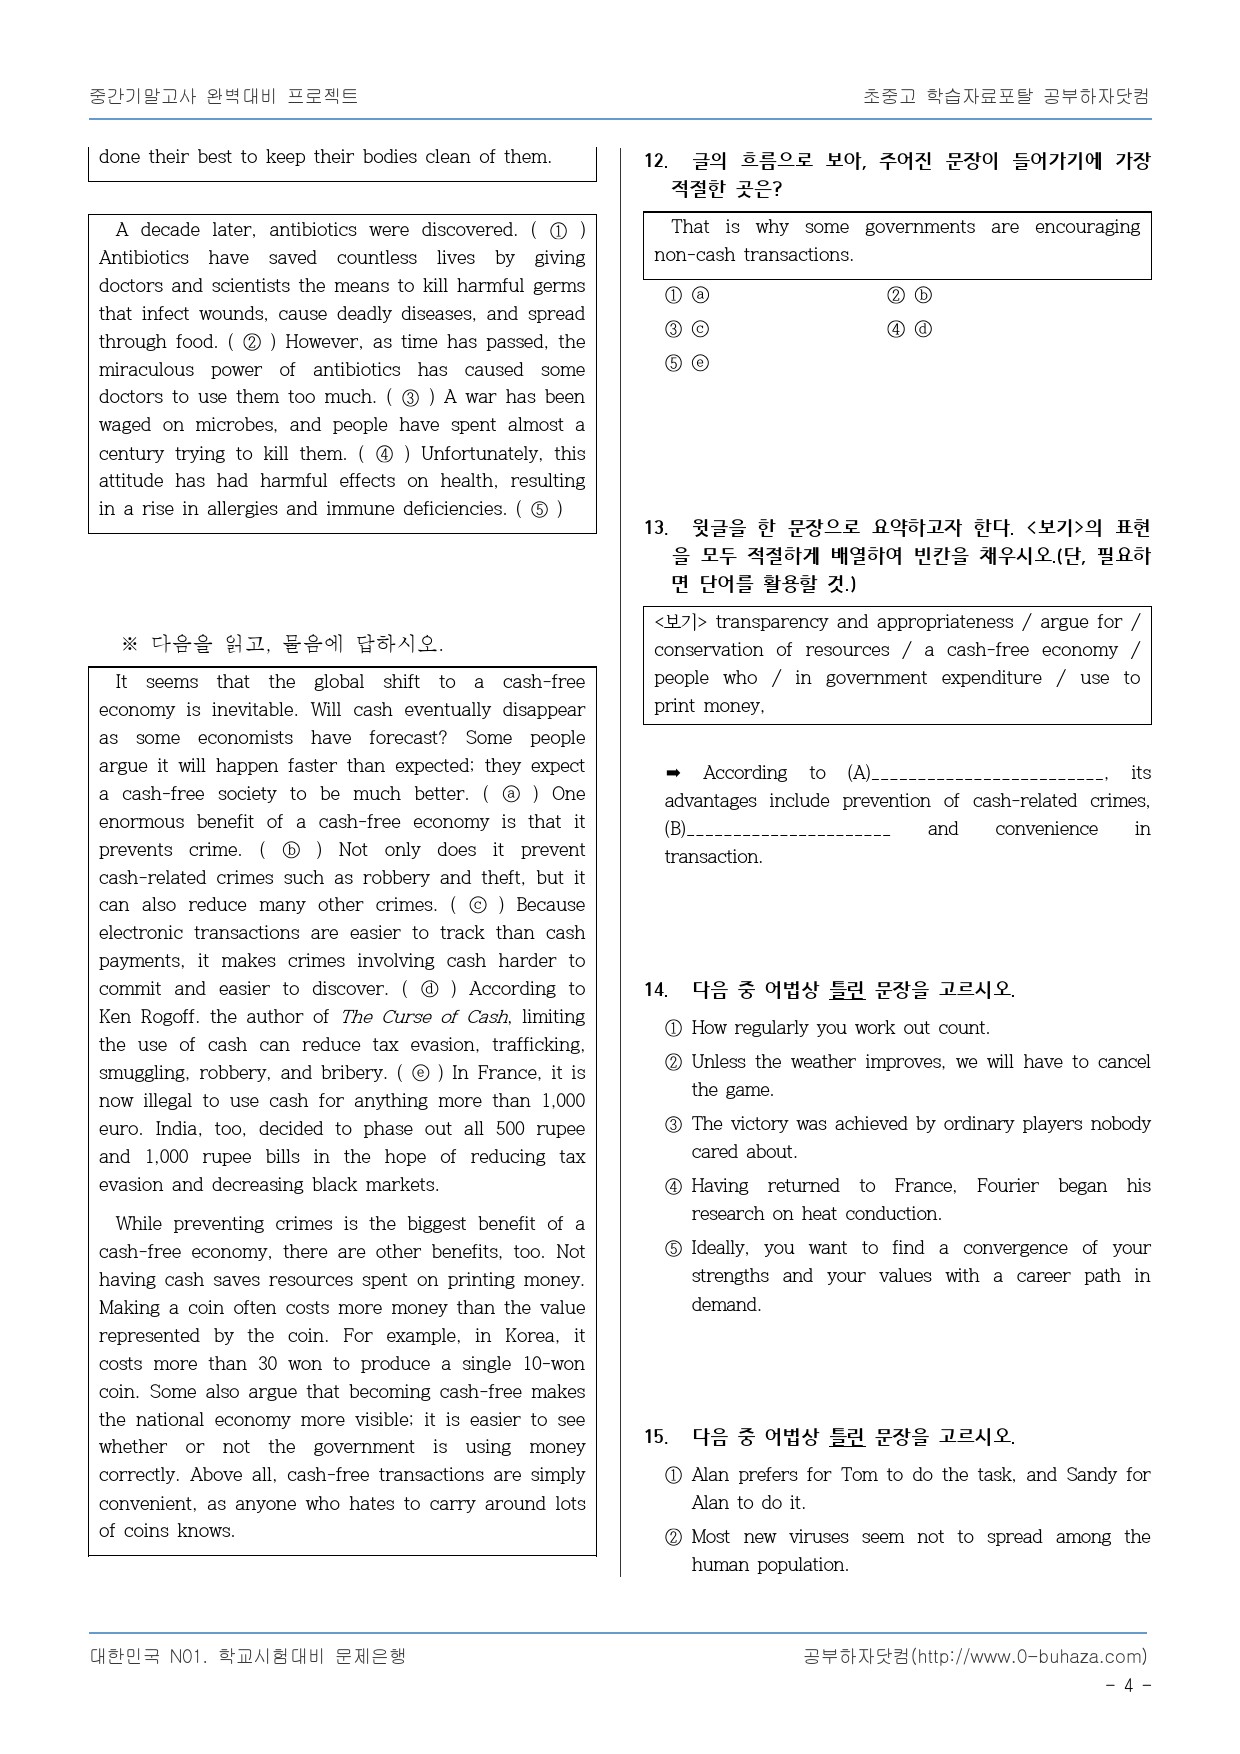 중간기말고사 완벽대비 프로젝트
초중고 학습자료포탈 공부하자닷컴
done their best to keep their bodies clean of them.
A decade later, antibiotics were discovered. ( ① )
Antibiotics have saved countless lives by giving
doctors and scientists the means to kill harmful germs
that infect wounds, cause deadly diseases, and spread
through food. ( ② ) However, as time has passed, the
miraculous power of antibiotics has caused some
doctors to use them too much. ( ③ ) A war has been
waged on microbes, and people have spent almost a
century trying to kill them. ( ④ ) Unfortunately, this
attitude has had harmful effects on health, resulting
in a rise in allergies and immune deficiencies. ( ⑤ )
※ 다음을 읽고, 물음에 답하시오.
It seems that the global shift to a cash-free
economy is inevitable. Will cash eventually disappear
as some economists have forecast? Some people
argue it will happen faster than expected; they expect
a cash-free society to be much better. ( ⓐ ) One
enormous benefit of a cash-free economy is that it
prevents crime. ( ⓑ ) Not only does it prevent
cash-related crimes such as robbery and theft, but it
can also reduce many other crimes. ( ⓒ ) Because
electronic transactions are easier to track than cash
payments, it makes crimes involving cash harder to
commit and easier to discover. ( ⓓ ) According to
Ken Rogoff. the author of The Curse of Cash, limiting
the use of cash can reduce tax evasion, trafficking,
smuggling, robbery, and bribery. ( ⓔ ) In France, it is
now illegal to use cash for anything more than 1,000
euro. India, too, decided to phase out all 500 rupee
and 1,000 rupee bills in the hope of reducing tax
evasion and decreasing black markets.
While preventing crimes is the biggest benefit of a
cash-free economy, there are other benefits, too. Not
having cash saves resources spent on printing money.
Making a coin often costs more money than the value
represented by the coin. For example, in Korea, it
costs more than 30 won to produce a single 10-won
coin. Some also argue that becoming cash-free makes
the national economy more visible; it is easier to see
whether or not the government is using money
correctly. Above all, cash-free transactions are simply
convenient, as anyone who hates to carry around lots
of coins knows.
12. 글의 흐름으로 보아, 주어진 문장이 들어가기에 가장
적절한 곳은?
That is why some governments are encouraging
non-cash transactions.
① ⓐ ② ⓑ
③ ⓒ ④ ⓓ
⑤ ⓔ
13. 윗글을 한 문장으로 요약하고자 한다. <보기>의 표현
을 모두 적절하게 배열하여 빈칸을 채우시오.(단, 필요하
면 단어를 활용할 것.)
<보기> transparency and appropriateness / argue for /
conservation of resources / a cash-free economy /
people who / in government expenditure / use to
print money,
➡ According to (A)_________________________, its
advantages include prevention of cash-related crimes,
(B)______________________ and convenience in
transaction.
14. 다음 중 어법상 틀린 문장을 고르시오.
① How regularly you work out count.
② Unless the weather improves, we will have to cancel
the game.
③ The victory was achieved by ordinary players nobody
cared about.
④ Having returned to France, Fourier began his
research on heat conduction.
⑤ Ideally, you want to find a convergence of your
strengths and your values with a career path in
demand.
15. 다음 중 어법상 틀린 문장을 고르시오.
① Alan prefers for Tom to do the task, and Sandy for
Alan to do it.
② Most new viruses seem not to spread among the
human population.
대한민국 N01. 학교시험대비 문제은행
공부하자닷컴(http://www.0-buhaza.com)
- 4 -